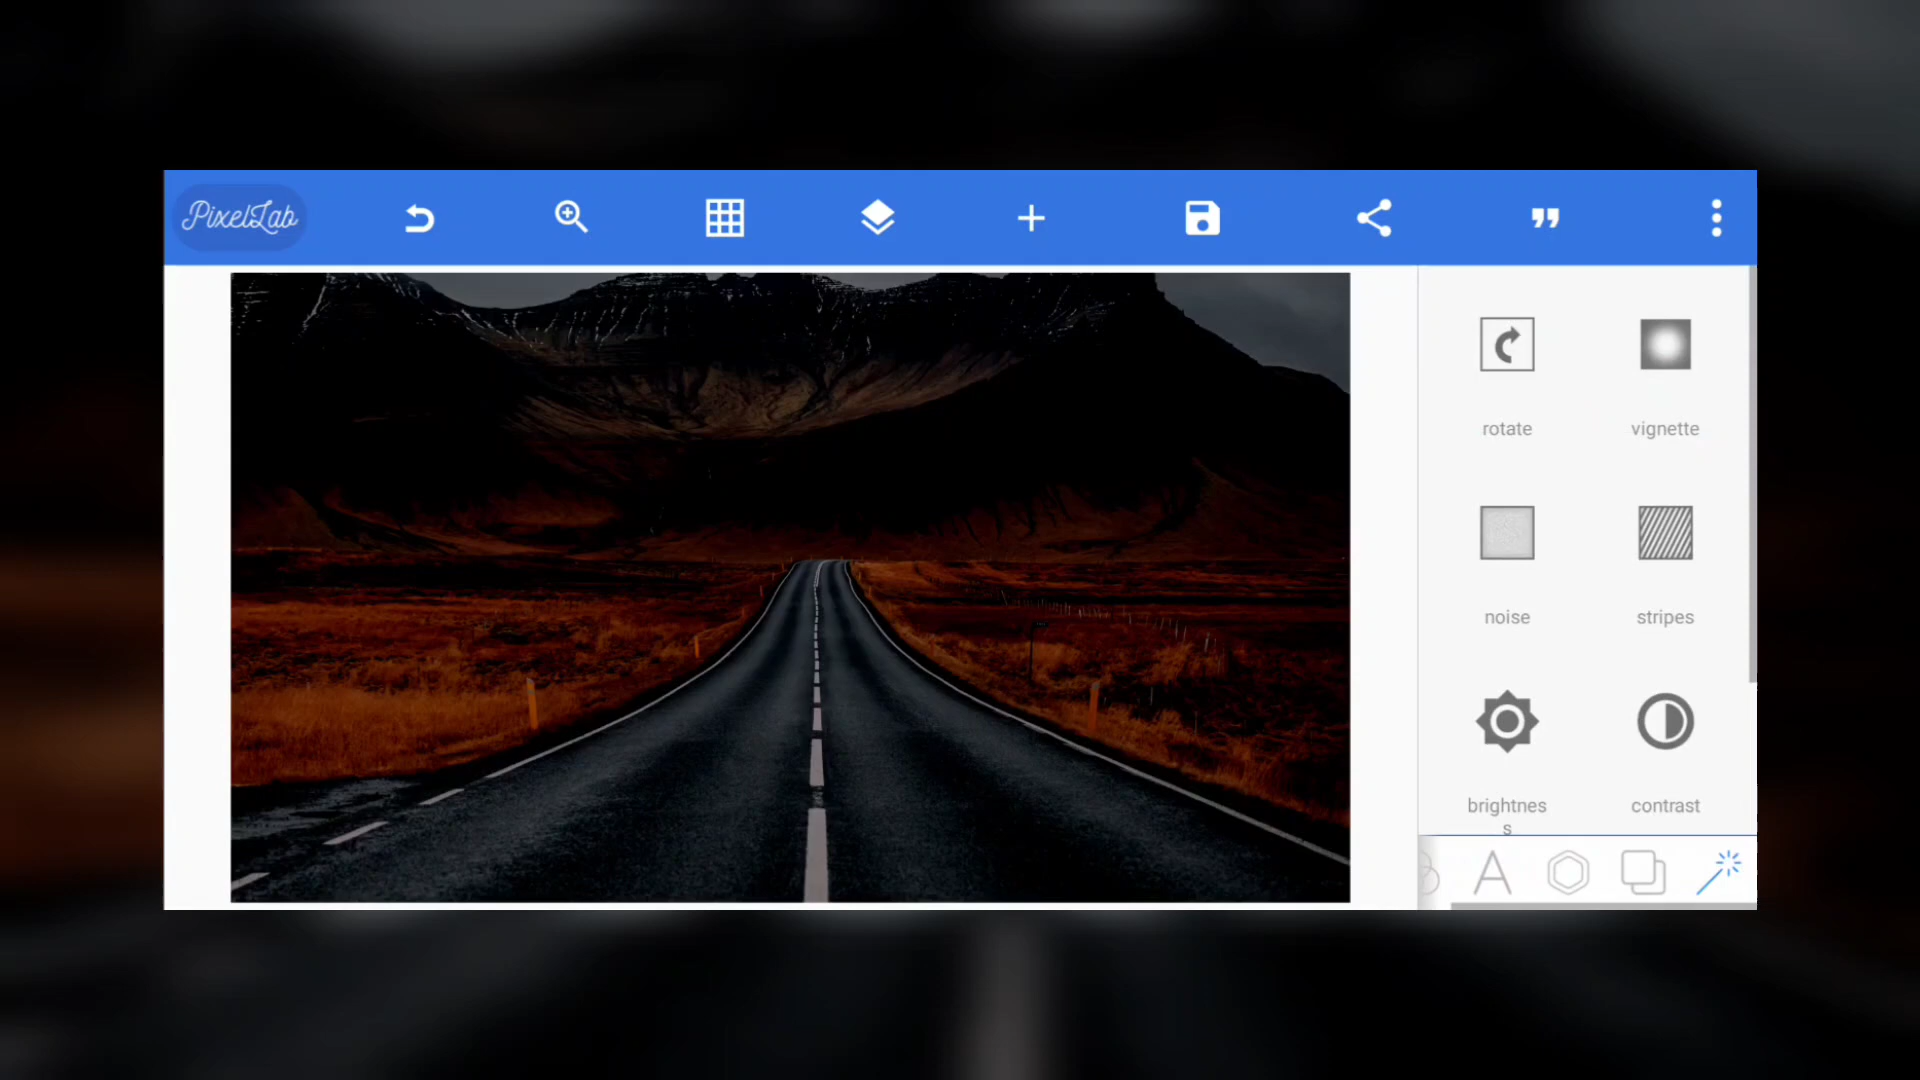 PixelLab
rotate
vignette
noise
stripes
brightnes
s
contrast